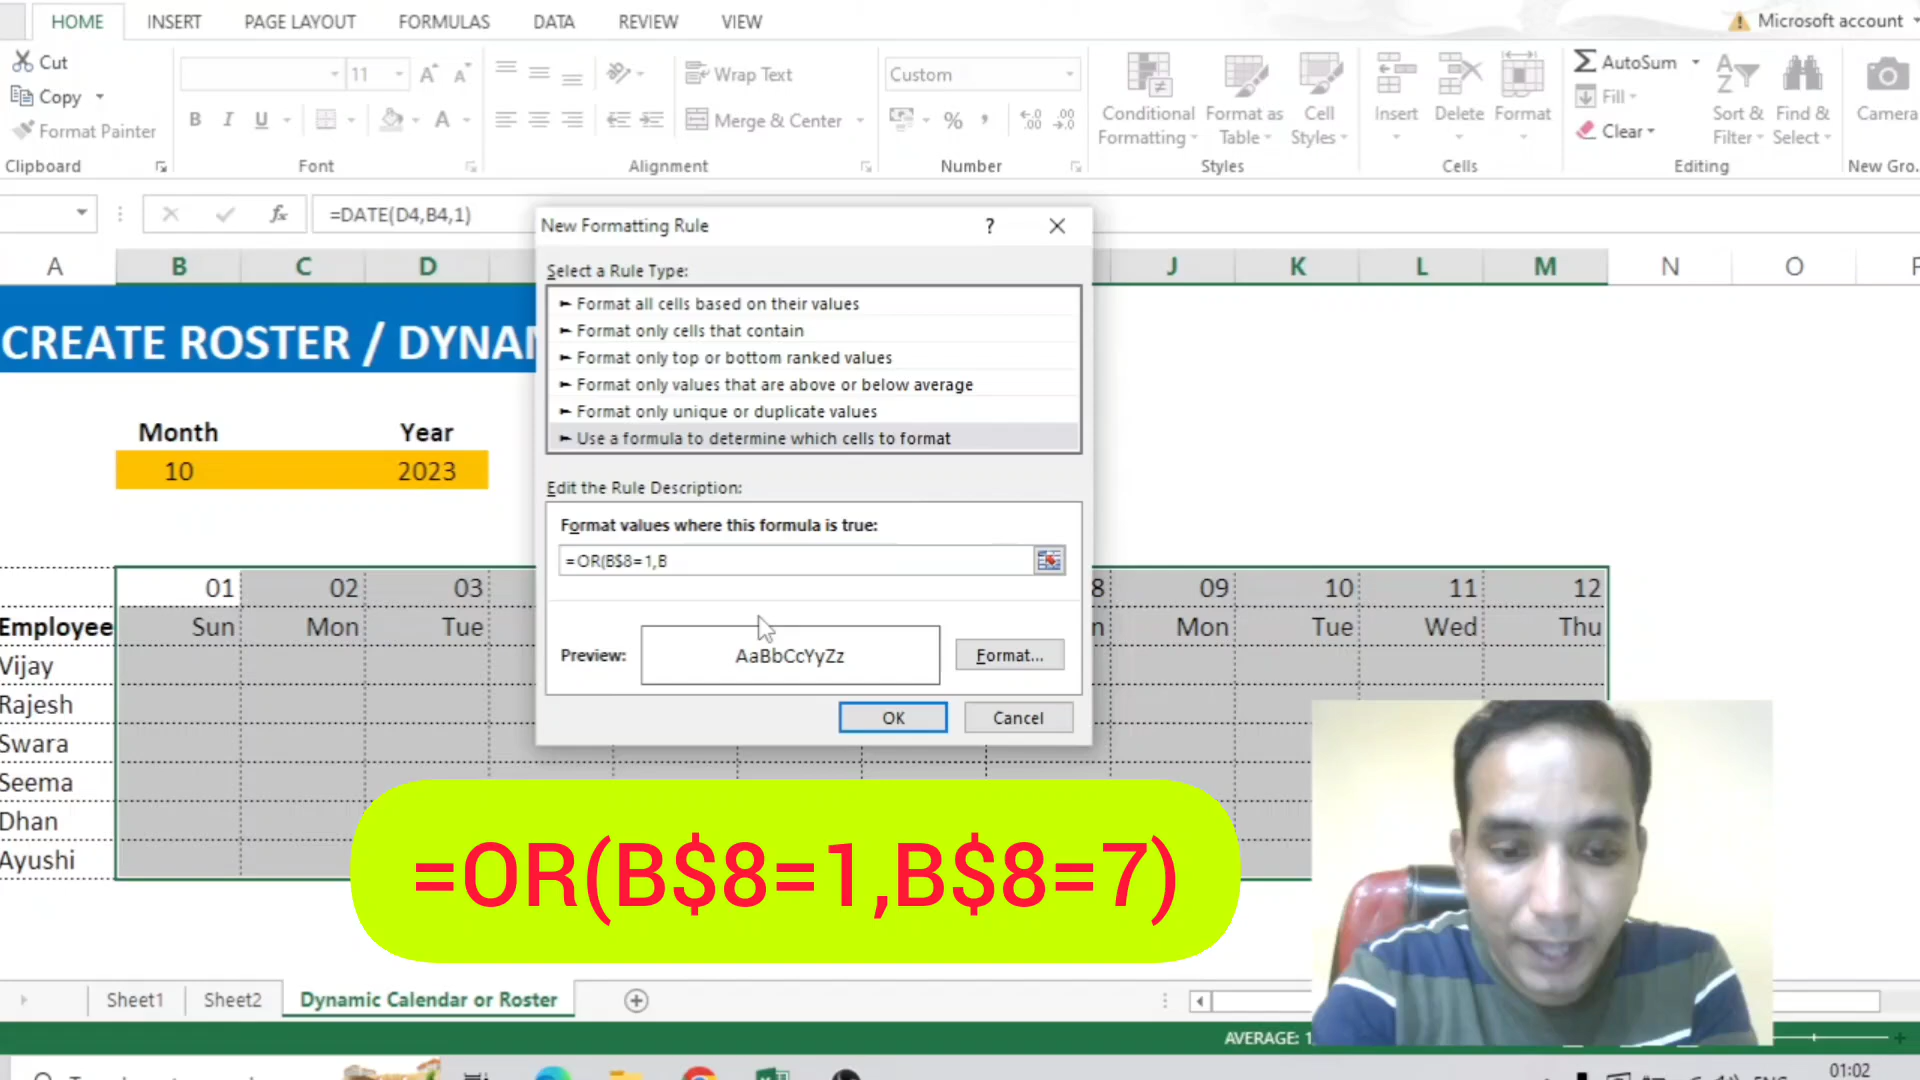 HOME INSERT PAGE LAYOUT FORMULAS DATA REVIEW VIEW Microsoft account
Cut
Copy
Format Painter
Clipboard
11
B I U
Font
Wrap Text
Merge & Center
Alignment
Custom
%
Number
Conditional Formatting
Format as Table
Cell Styles
Styles
Insert Delete Format
Cells
AutoSum
Fill
Clear
Sort & Filter
Find & Select
Editing
Camera
New Gro...
fx =DATE(D4,B4,1)
A B C D J K L M N O
CREATE ROSTER / DYNA
Month Year
10 2023
01 02 03 8 09 10 11 12
Employee Sun Mon Tue n Mon Tue Wed Thu
Vijay
Rajesh
Swara
Seema
Dhan
Ayushi
New Formatting Rule ?
Select a Rule Type:
► Format all cells based on their values
► Format only cells that contain
► Format only top or bottom ranked values
► Format only values that are above or below average
► Format only unique or duplicate values
► Use a formula to determine which cells to format
Edit the Rule Description:
Format values where this formula is true:
=OR(B$8=1,B
Preview: AaBbCcYyZz Format...
OK Cancel
=OR(B$8=1,B$8=7)
Sheet1 Sheet2 Dynamic Calendar or Roster
AVERAGE: 1
01:02